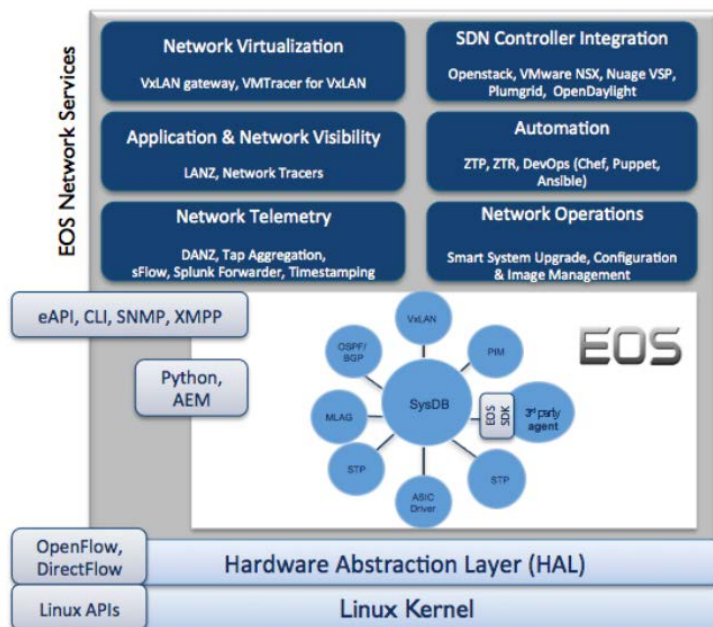 EOS Network Services
Network Virtualization
VxLAN gateway, VMTracer for VxLAN
SDN Controller Integration
Openstack, VMware NSX, Nuage VSP,
Plumgrid, OpenDaylight
Application & Network Visibility
LANZ, Network Tracers
Automation
ZTP, ZTR, DevOps (Chef, Puppet,
Ansible)
Network Telemetry
DANZ, Tap Aggregation,
sFlow, Splunk Forwarder, Timestamping
Network Operations
Smart System Upgrade, Configuration
& Image Management
eAPI, CLI, SNMP, XMPP
Python,
AEM
EOS
VxLAN
OSPF/
BGP
PIM
SysDB
MLAG
EOS
SDK
3rd party
agent
STP
STP
ASIC
Driver
OpenFlow,
DirectFlow
Hardware Abstraction Layer (HAL)
Linux APIs
Linux Kernel